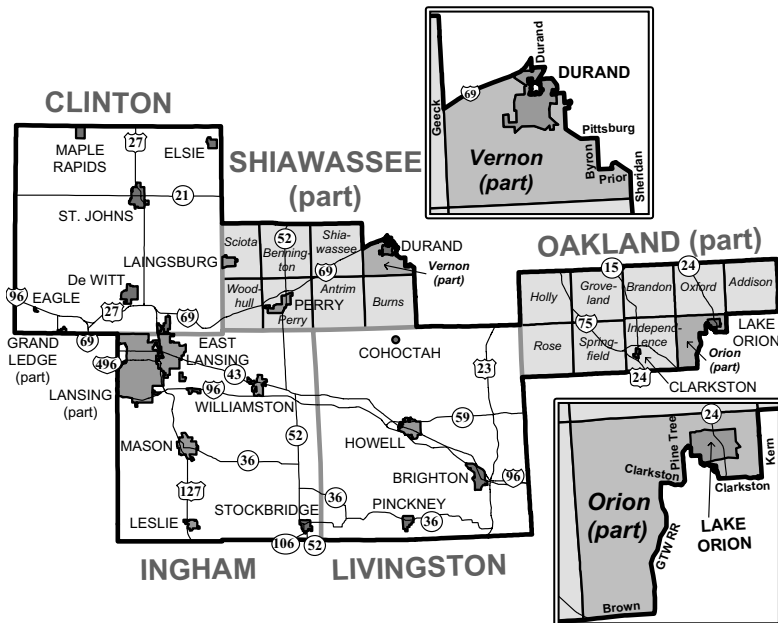 CLINTON
MAPLE
RAPIDS
27
ELSIE
21
ST. JOHNS
De WITT
96
EAGLE
27
69
GRAND
LEDGE
(part)
69
496
LANSING
(part)
EAST
LANSING
SHIAWASSEE
(part)
Sciota
52
Benning-
ton
Shia-
wassee
LAINGSBURG
Wood-
hull
69
PERRY
Perry
Antrim
Burns
DURAND
Vernon
(part)
43
96
WILLIAMSTON
MASON
36
52
127
LESLIE
STOCKBRIDGE
106
52
INGHAM
COHOCTAH
23
59
HOWELL
BRIGHTON
96
36
PINCKNEY
36
LIVINGSTON
OAKLAND (part)
15
24
Holly
Grove-
land
Brandon
Oxford
Addison
75
Rose
Spring-
field
Independ-
ence
LAKE
ORION
Orion
(part)
24
CLARKSTON
Durand
DURAND
69
Geeck
Pittsburg
Vernon
(part)
Byron
Prior
Sheridan
24
Pine Tree
Kern
Clarkston
Clarkston
Orion
(part)
LAKE
ORION
GTW RR
Brown